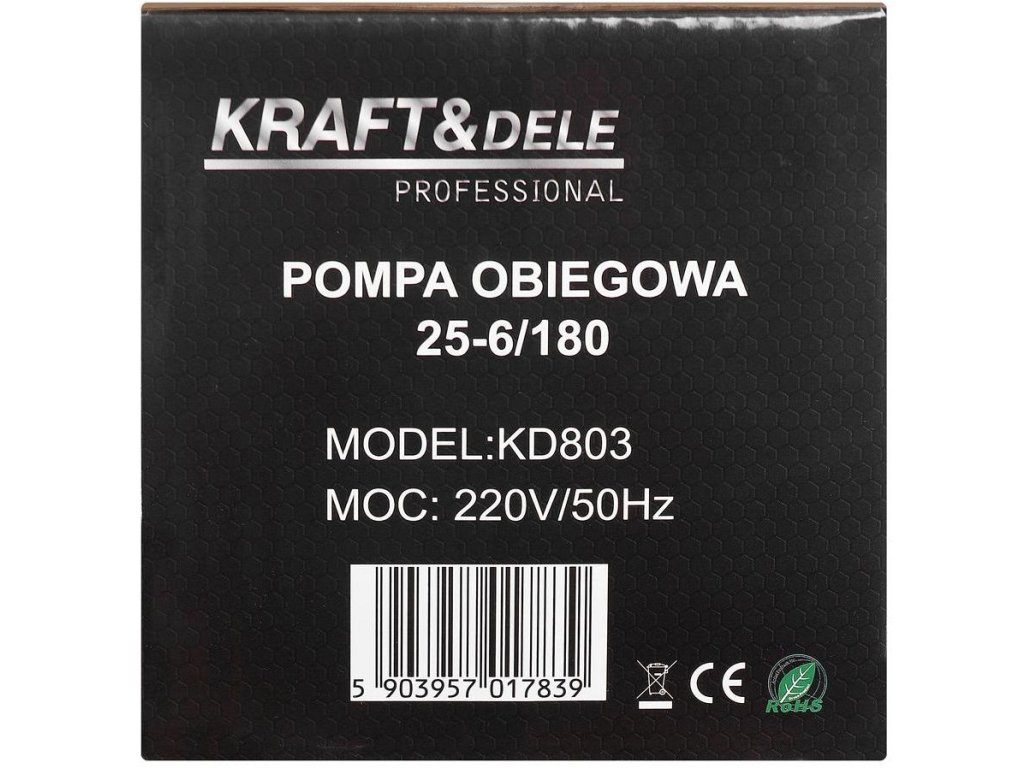 KRAFT&DELE
PROFESSIONAL
POMPA OBIEGOWA
25-6/180
MODEL:KD803
MOC: 220V/50Hz
5 903957 017839
CE
RoHS